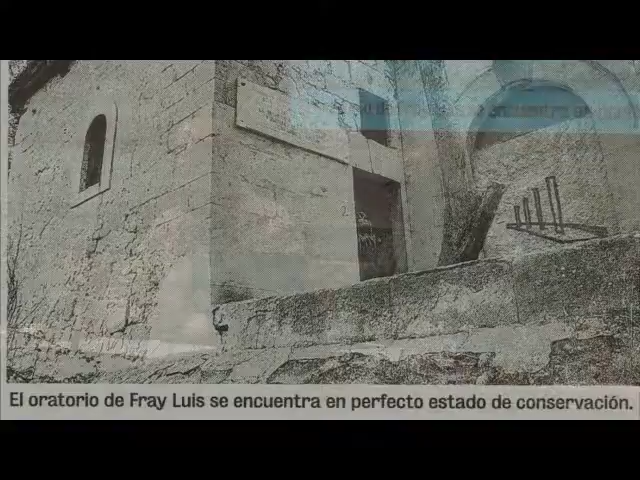 El oratorio de Fray Luis se encuentra en perfecto estado de conservación.